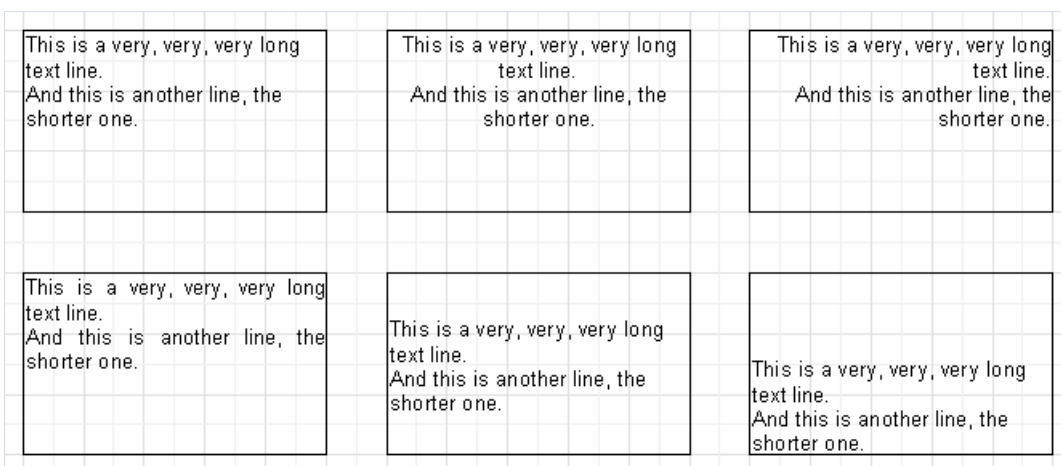 This is a very, very, very long
text line.
And this is another line, the
shorter one.
This is a very, very, very long
text line.
And this is another line, the
shorter one.
This is a very, very, very long
text line.
And this is another line, the
shorter one.
This is a very, very, very long
text line.
And this is another line, the
shorter one.
This is a very, very, very long
text line.
And this is another line, the
shorter one.
This is a very, very, very long
text line.
And this is another line, the
shorter one.